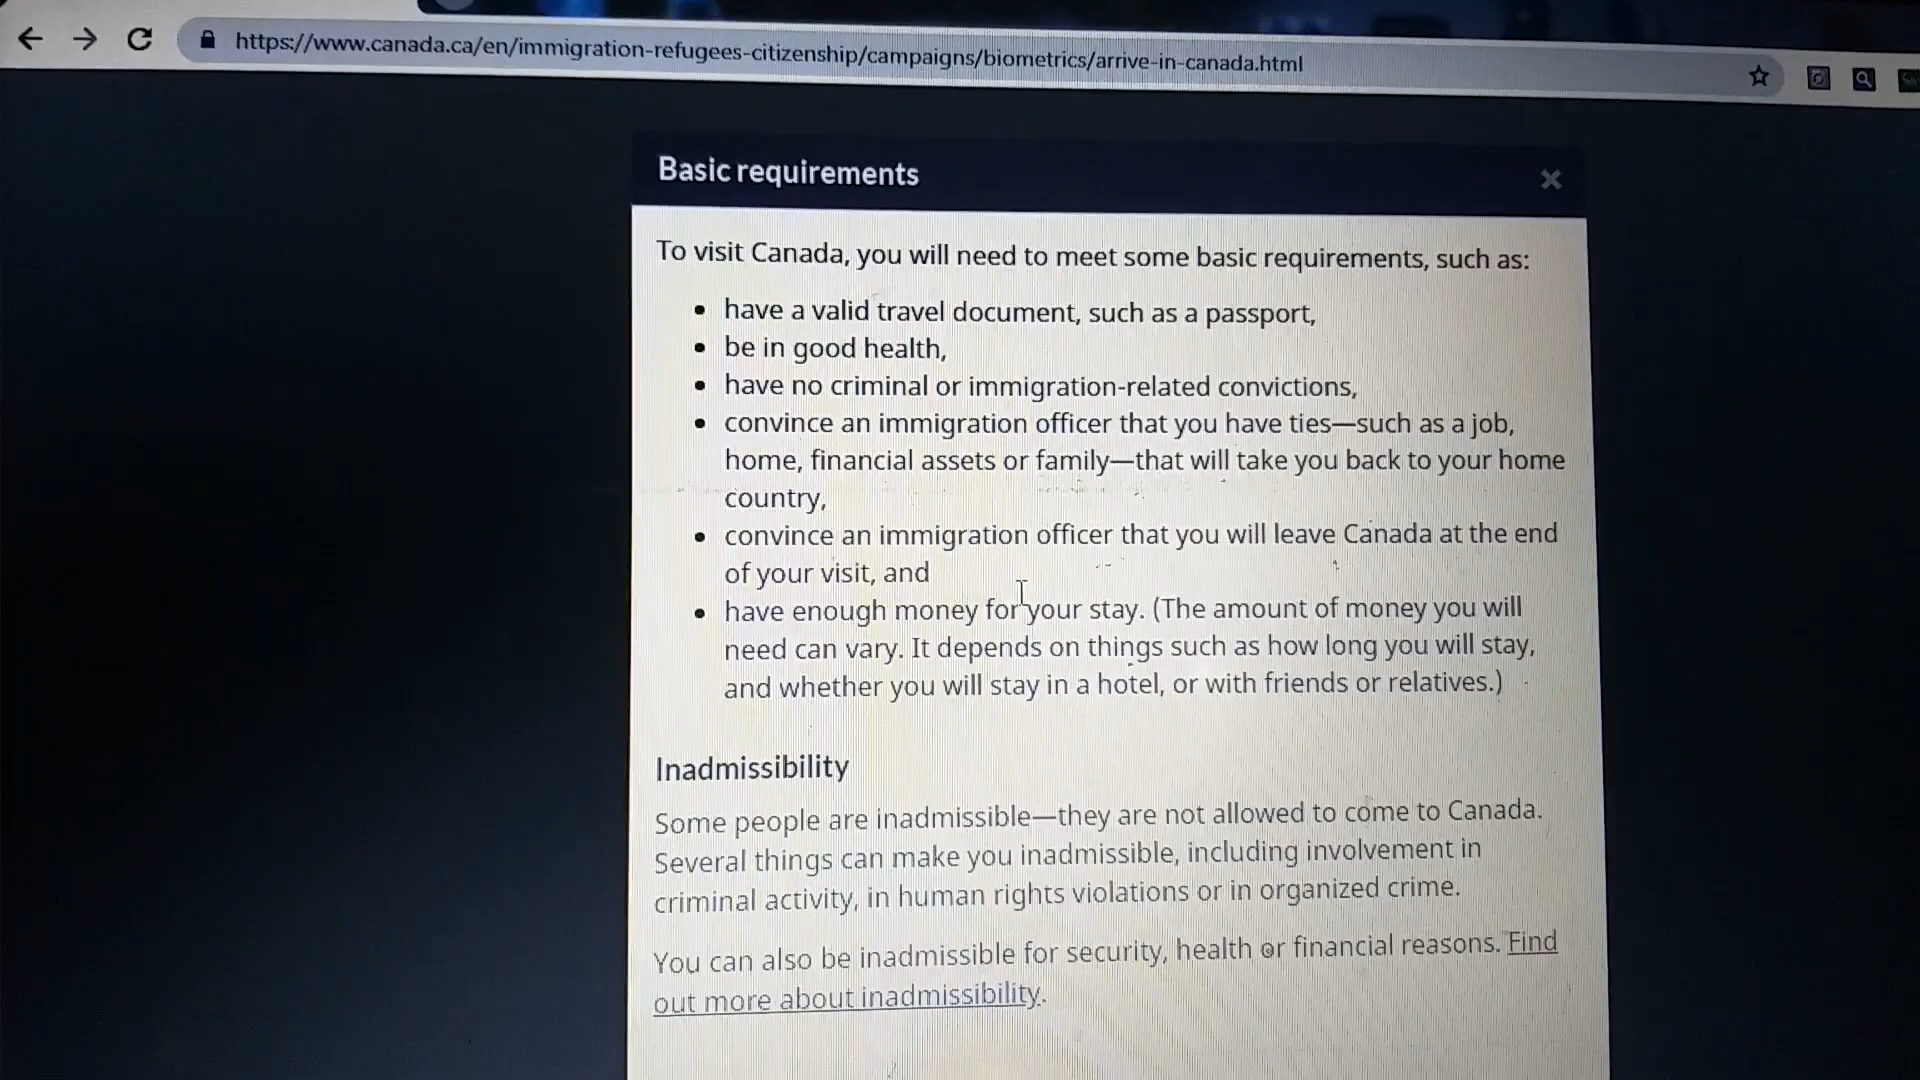 https://www.canada.ca/en/immigration-refugees-citizenship/campaigns/biometrics/arrive-in-canada.html
Basic requirements
To visit Canada, you will need to meet some basic requirements, such as:
• have a valid travel document, such as a passport,
• be in good health,
• have no criminal or immigration-related convictions,
• convince an immigration officer that you have ties—such as a job,
home, financial assets or family—that will take you back to your home
country,
• convince an immigration officer that you will leave Canada at the end
of your visit, and
• have enough money for your stay. (The amount of money you will
need can vary. It depends on things such as how long you will stay,
and whether you will stay in a hotel, or with friends or relatives.)
Inadmissibility
Some people are inadmissible—they are not allowed to come to Canada.
Several things can make you inadmissible, including involvement in
criminal activity, in human rights violations or in organized crime.
You can also be inadmissible for security, health or financial reasons. Find
out more about inadmissibility.